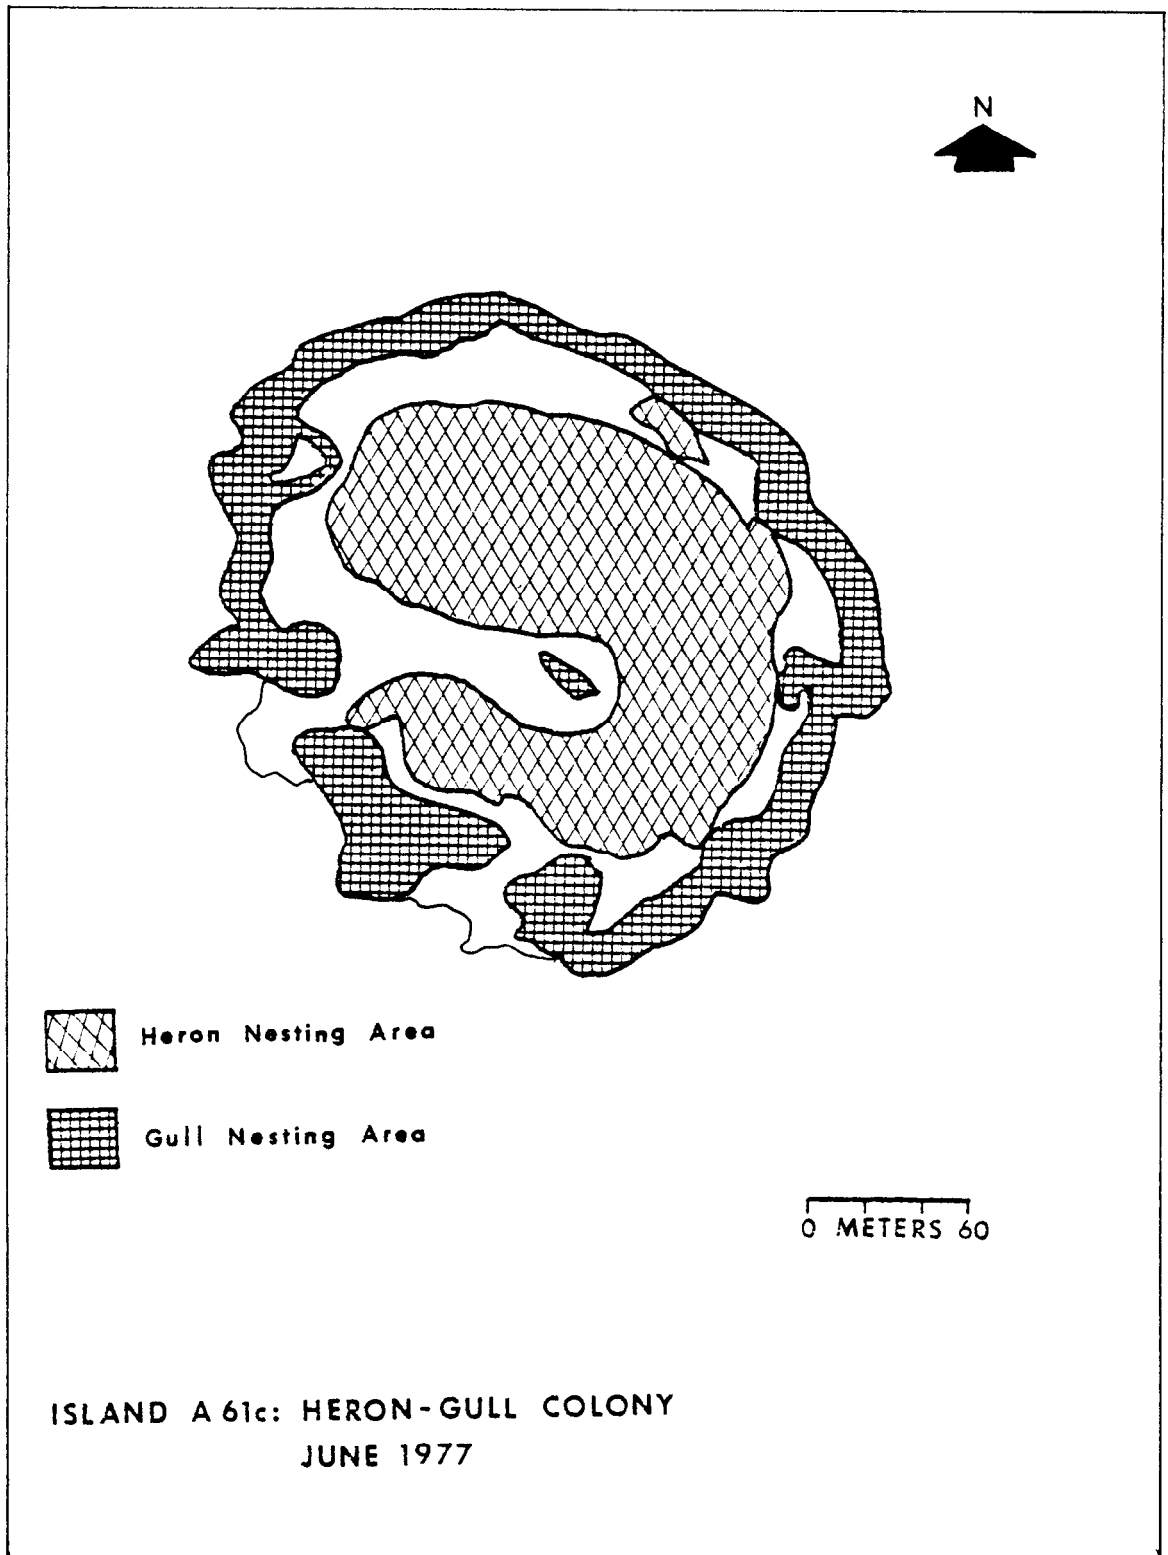 N
Heron Nesting Area
Gull Nesting Area
0 METERS 60
ISLAND A 61c: HERON-GULL COLONY
JUNE 1977